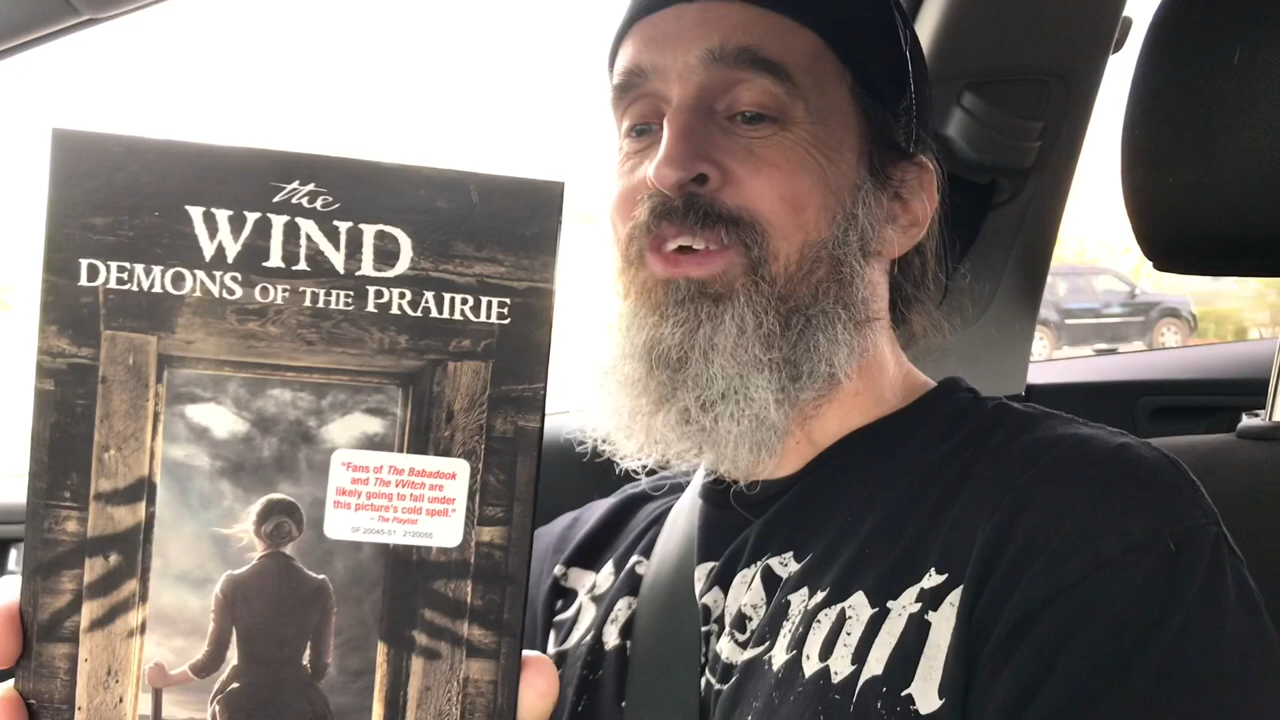 the
WIND
DEMONS OF THE PRAIRIE
"Fans of The Babadook
and The VVitch are
likely going to fall under
this picture's cold spell."
– The Playlist
SF 20045-S1 2120055